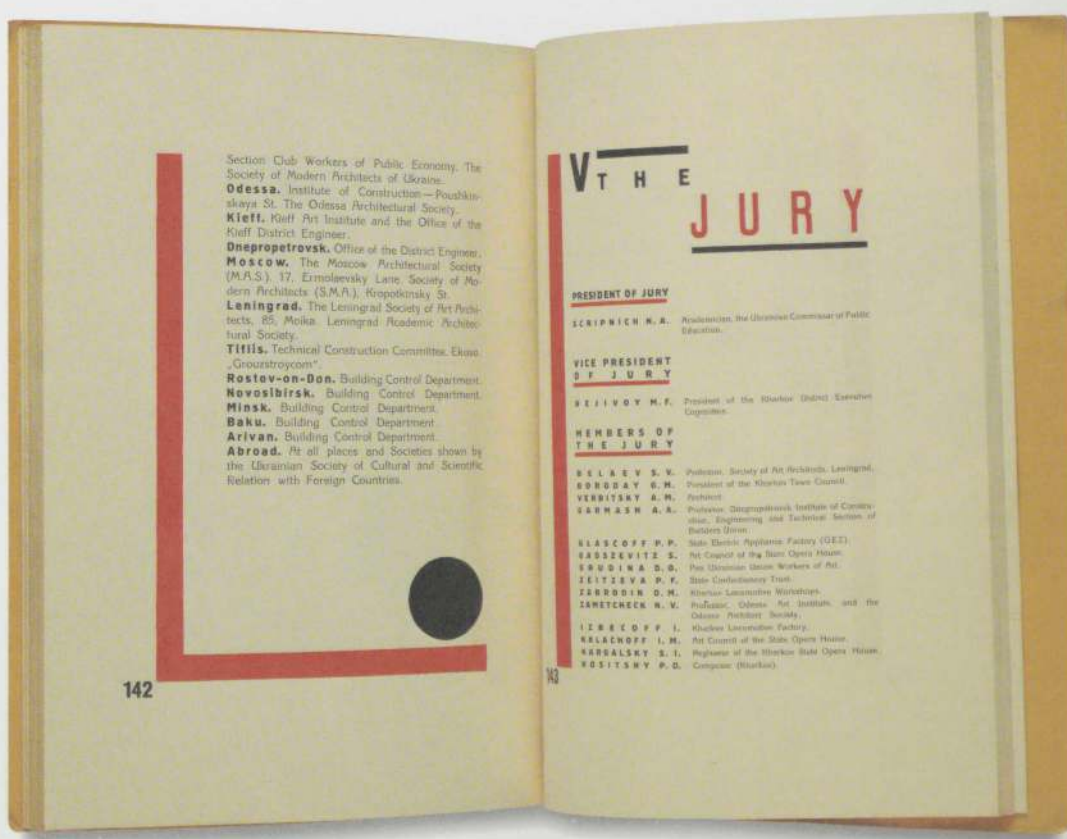 Section Club Workers of Public Economy. The
Society of Modern Architects of Ukraine.
Odessa. Institute of Construction — Poushkin-
skaya St. The Odessa Architectural Society.
Kieff. Kieff Art Institute and the Office of the
Kieff District Engineer.
Dnepropetrovsk. Office of the District Engineer.
Moscow. The Moscow Architectural Society
(M.A.S.). 17, Ermolaevsky Lane. Society of Mo-
dern Architects (S.M.A.), Kropotkinsky St.
Leningrad. The Leningrad Society of Art Archi-
tects, 85, Moika. Leningrad Academic Architec-
tural Society.
Tiflis. Technical Construction Committee. Ekoso.
„Grouzstroycom".
Rostov-on-Don. Building Control Department.
Novosibirsk. Building Control Department.
Minsk. Building Control Department.
Baku. Building Control Department.
Arivan. Building Control Department.
Abroad. At all places and Societies shown by
the Ukrainian Society of Cultural and Scientific
Relation with Foreign Countries.
142
V THE
JURY
PRESIDENT OF JURY
SCRIPNICH N.A. Academician, the Ukrainian Commissar of Public
Education.
VICE PRESIDENT
OF JURY
M.F. President of the Kharkov District Executive
Committee.
MEMBERS OF
THE JURY
BELAEV S.V. Professor. Society of Art Architects, Leningrad.
BORODAY G.M. President of the Kharkov Town Council.
VERBITSKY A.M. Architect.
GARMASH A.A. Professor. Dnepropetrovsk Institute of Construc-
tion, Engineering and Technical Section of
Builders Union.
GLASCOFF P.P. State Electric Appliance Factory (GEZ).
S. Art Council of the State Opera House.
GRUDINA D.D. Pan Ukrainian Union Workers of Art.
ZEITZEVA P.F. State Confectionery Trust.
ZABRODIN D.M. Kharkov Locomotive Workshops.
ZAMETCHECK N.V. Professor, Odessa Art Institute, and the
Odessa Architect Society.
I. Kharkov Locomotive Factory.
KALACHOFF I.M. Art Council of the State Opera House.
KARGALSKY S.I. Regisseur of the Kharkov State Opera House.
KOSITSKY P.O. Composer (Kharkov).
143